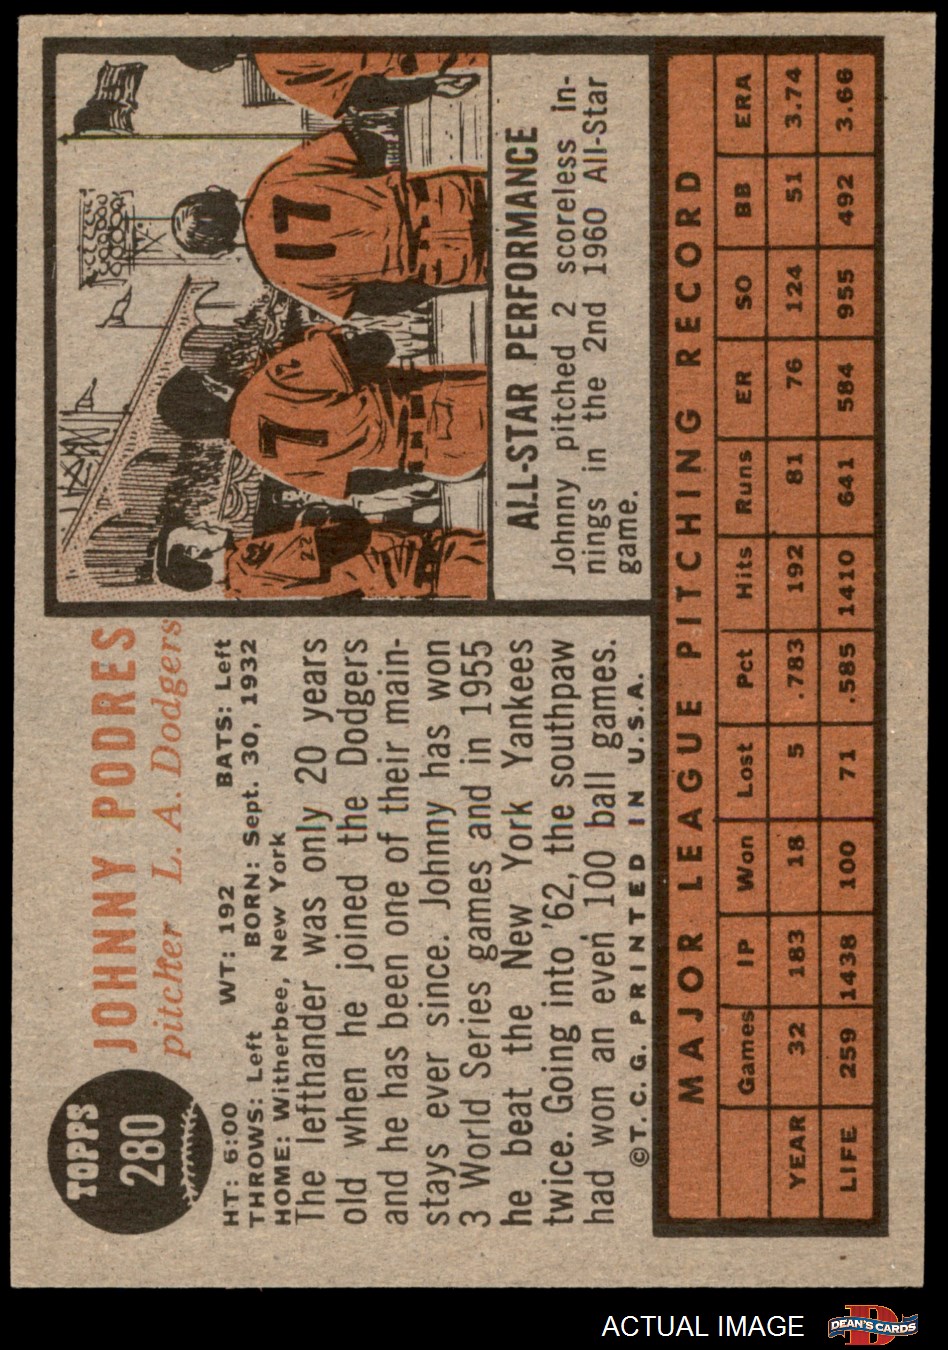 TOPPS
280
JOHNNY PODRES
pitcher L. A. Dodgers
HT: 6:00 WT: 192 BATS: Left
THROWS: Left BORN: Sept. 30, 1932
HOME: Witherbee, New York
The lefthander was only 20 years
old when he joined the Dodgers
and he has been one of their main-
stays ever since. Johnny has won
3 World Series games and in 1955
he beat the New York Yankees
twice. Going into '62, the southpaw
had won an even 100 ball games.
©T. C. G. PRINTED IN U.S.A.
22
7
12
17
ALL-STAR PERFORMANCE
Johnny pitched 2 scoreless in-
nings in the 2nd 1960 All-Star
game.
MAJOR LEAGUE PITCHING RECORD
Games IP Won Lost Pct Hits Runs ER SO BB ERA
YEAR 32 183 18 5 .783 192 81 76 124 51 3.74
LIFE 259 1438 100 71 .585 1410 641 584 955 492 3.66
ACTUAL IMAGE
D
DEAN'S CARDS